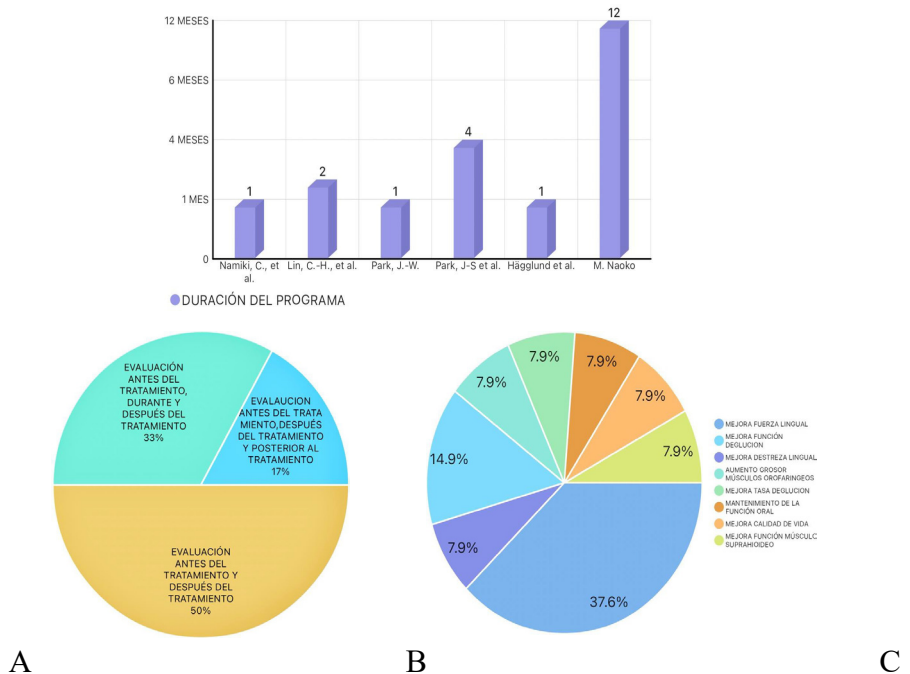 12 MESES
6 MESES
4 MESES
1 MES
0
1
2
1
4
1
12
Namiki, C., et
al.
Lin, C.-H., et al.
Park, J.-W.
Park, J-S et al.
Hägglund et al.
M. Naoko
DURACIÓN DEL PROGRAMA
EVALUACIÓN
ANTES DEL
TRATAMIENTO,
DURANTE Y
DESPUÉS DEL
TRATAMIENTO
33%
EVALAUCION
ANTES DEL TRATA
MIENTO,DESPUÉS
DEL TRATAMIENTO
Y POSTERIOR AL
TRATAMIENTO
17%
EVALUACIÓN
ANTES DEL
TRATAMIENTO Y
DESPUÉS DEL
TRATAMIENTO
50%
7.9%
7.9%
7.9%
7.9%
7.9%
14.9%
7.9%
37.6%
MEJORA FUERZA LINGUAL
MEJORA FUNCIÓN
DEGLUCION
MEJORA DESTREZA LINGUAL
AUMENTO GROSOR
MÚSCULOS OROFARINGEOS
MEJORA TASA DEGLUCION
MANTENIMIENTO DE LA
FUNCIÓN ORAL
MEJORA CALIDAD DE VIDA
MEJORA FUNCIÓN MÚSCULC
SUPRAHIOIDEO
A
B
C